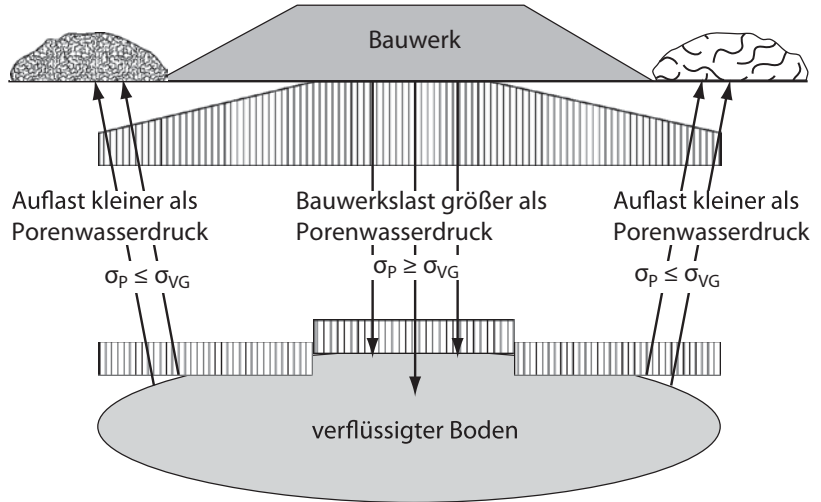 Bauwerk
Auflast kleiner als
Porenwasserdruck
σP ≤ σVG
Bauwerkslast größer als
Porenwasserdruck
σP ≥ σVG
Auflast kleiner als
Porenwasserdruck
σP ≤ σVG
verflüssigter Boden